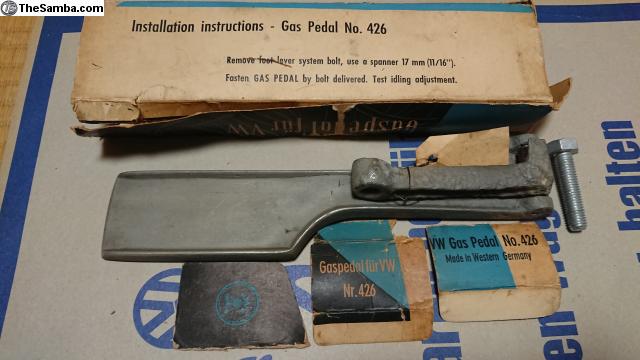 TheSamba.com
Installation instructions - Gas Pedal No. 426
Remove foot lever system bolt, use a spanner 17 mm (11/16").
Fasten GAS PEDAL by bolt delivered. Test idling adjustment.
für VW
halten
Gaspedal für VW
Nr. 426
VW Gas Pedal No. 426
Made in Western Germany